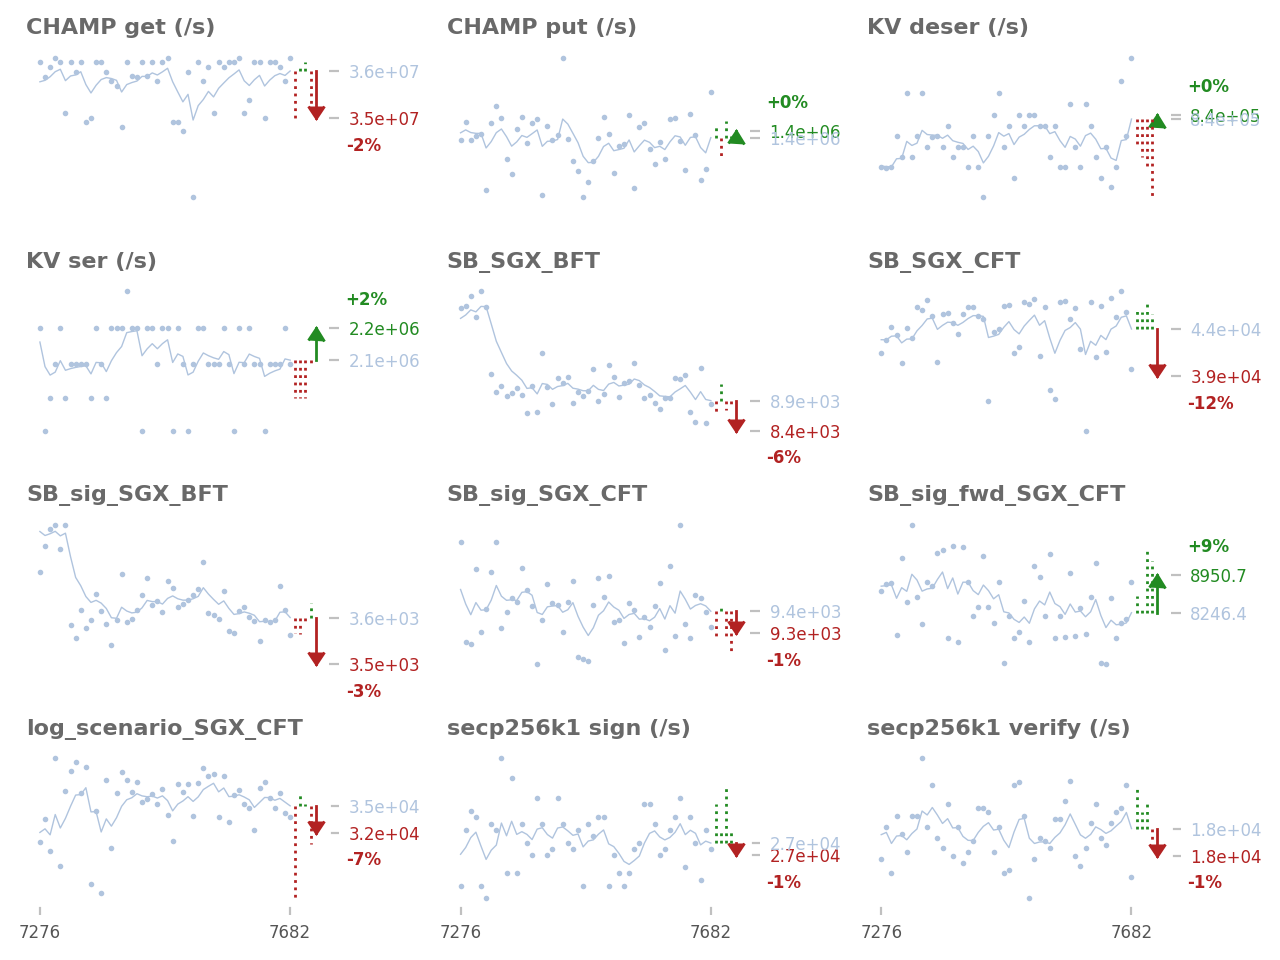 CHAMP get (/s)
3.6e+07
3.5e+07
-2%
CHAMP put (/s)
+0%
1.4e+06
1.4e+06
KV deser (/s)
+0%
8.4e+05
8.4e+05
KV ser (/s)
+2%
2.2e+06
2.1e+06
SB_SGX_BFT
8.9e+03
8.4e+03
-6%
SB_SGX_CFT
4.4e+04
3.9e+04
-12%
SB_sig_SGX_BFT
3.6e+03
3.5e+03
-3%
SB_sig_SGX_CFT
9.4e+03
9.3e+03
-1%
SB_sig_fwd_SGX_CFT
+9%
8950.7
8246.4
log_scenario_SGX_CFT
3.5e+04
3.2e+04
-7%
7276
7682
secp256k1 sign (/s)
2.7e+04
2.7e+04
-1%
7276
7682
secp256k1 verify (/s)
1.8e+04
1.8e+04
-1%
7276
7682